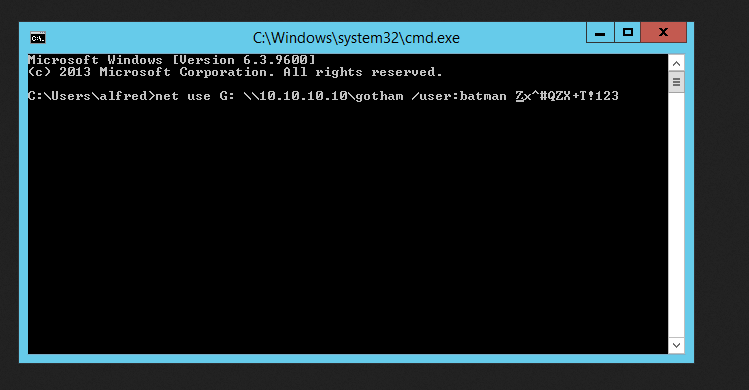 C:\Windows\system32\cmd.exe
Microsoft Windows [Version 6.3.9600]
(c) 2013 Microsoft Corporation. All rights reserved.
C:\Users\alfred>net use G: \\10.10.10.10\gotham /user:batman Zx^#QZX+T!123